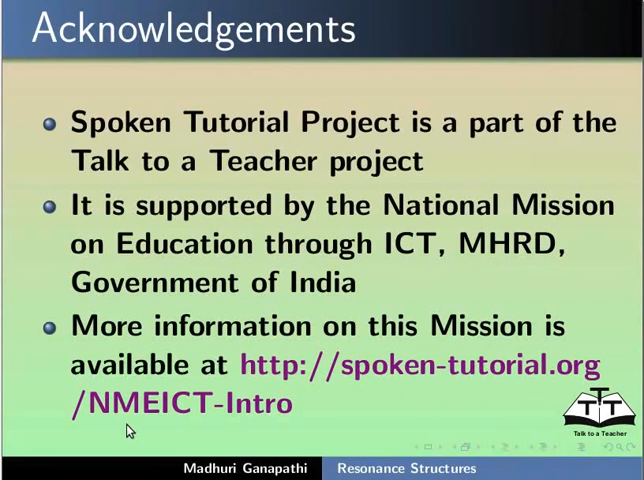 Acknowledgements
Spoken Tutorial Project is a part of the
Talk to a Teacher project
It is supported by the National Mission
on Education through ICT, MHRD,
Government of India
More information on this Mission is
available at http://spoken-tutorial.org
/NMEICT-Intro
TTT
Talk to a Teacher
Madhuri Ganapathi Resonance Structures